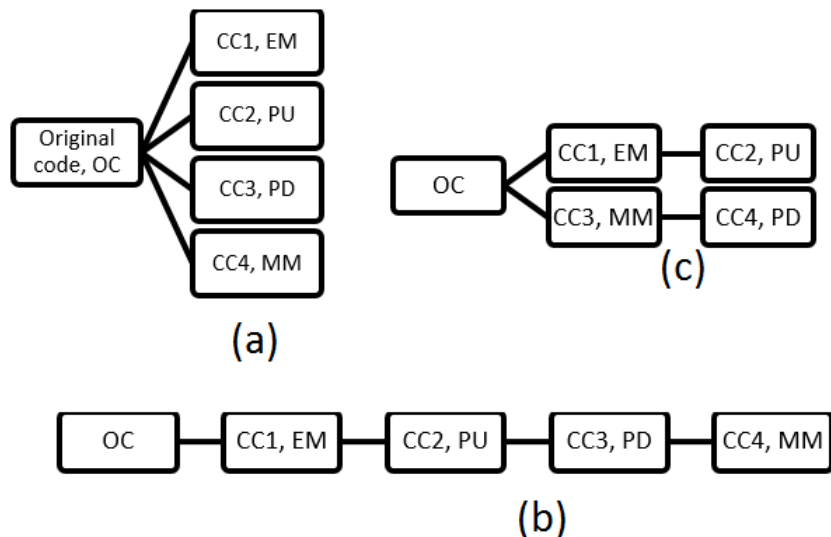 CC1, EM
CC2, PU
Original
code, OC
CC3, PD
CC4, MM
(a)
OC
CC1, EM
CC2, PU
CC3, MM
CC4, PD
(c)
OC
CC1, EM
CC2, PU
CC3, PD
CC4, MM
(b)